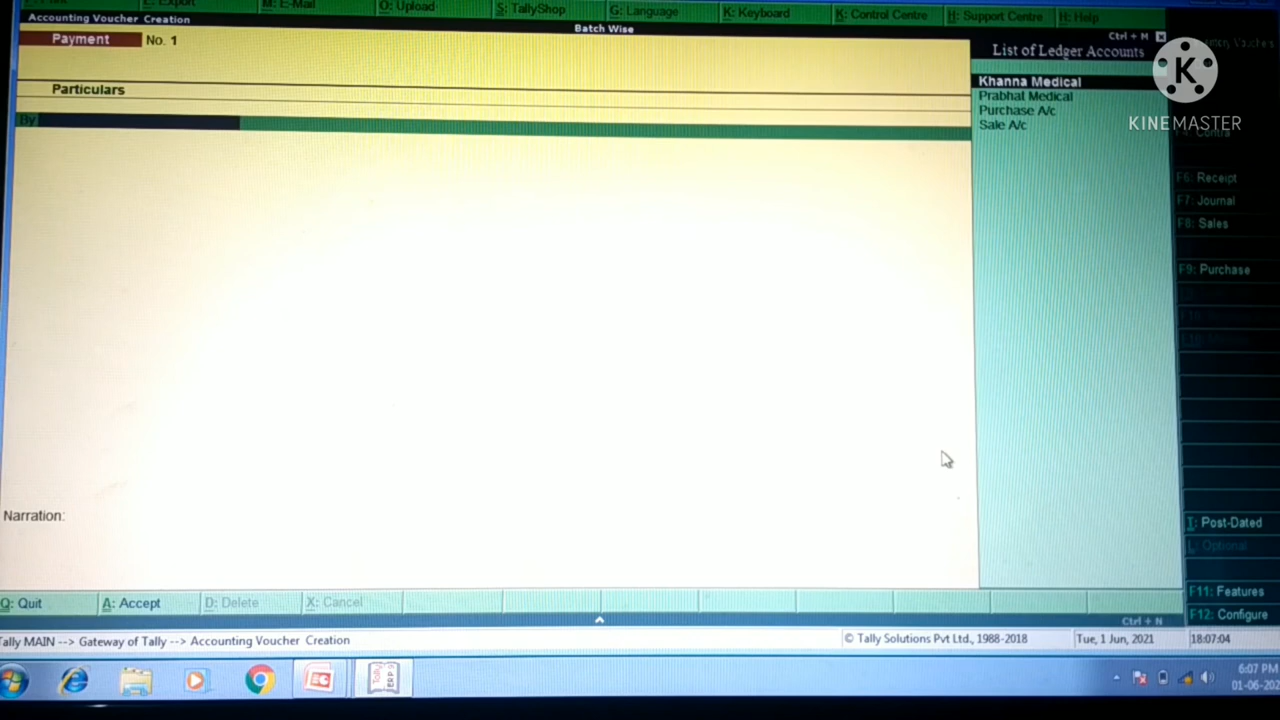 E: Export
M: E-Mail
O: Upload
S: TallyShop
G: Language
K: Keyboard
K: Control Centre
H: Support Centre
H: Help
Accounting Voucher Creation
Batch Wise
Ctrl + M
Payment No. 1
List of Ledger Accounts
Particulars
Khanna Medical
Prabhat Medical
Purchase A/c
Sale A/c
By
KINEMASTER
F6: Receipt
F7: Journal
F8: Sales
F9: Purchase
Narration:
T: Post-Dated
L: Optional
F11: Features
F12: Configure
Q: Quit
A: Accept
D: Delete
X: Cancel
Ctrl + N
Tally MAIN --> Gateway of Tally --> Accounting Voucher Creation
© Tally Solutions Pvt Ltd., 1988-2018
Tue, 1 Jun, 2021
18:07:04
6:07 PM